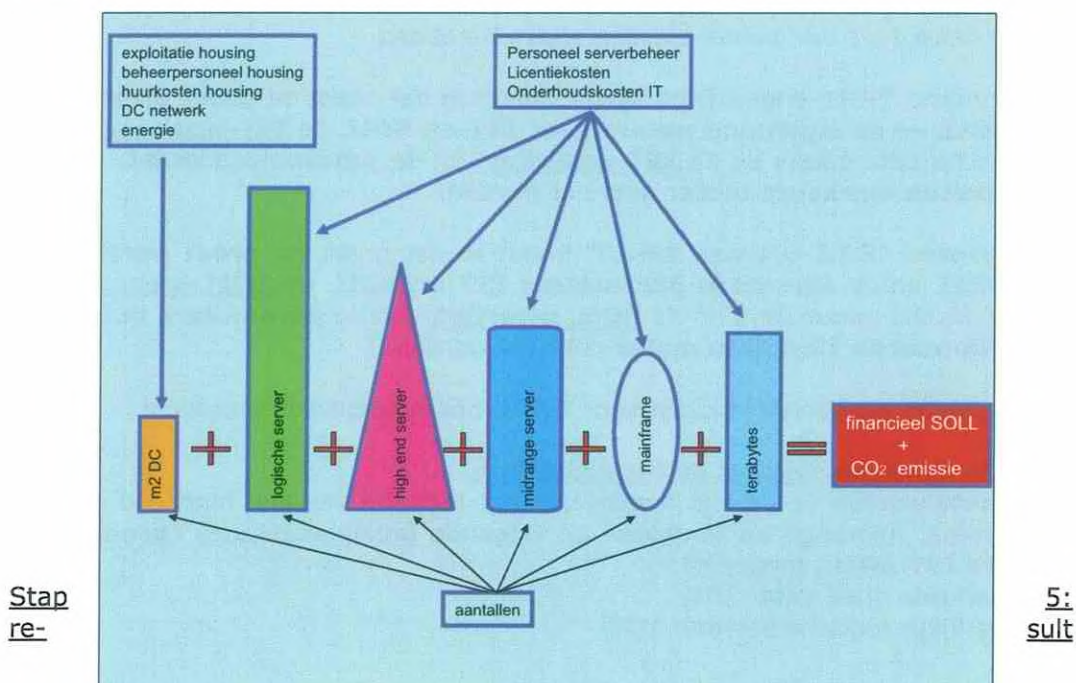 exploitatie housing
beheerpersoneel housing
huurkosten housing
DC netwerk
energie
Personeel serverbeheer
Licentiekosten
Onderhoudskosten IT
m2 DC
logische server
high end server
midrange server
mainframe
terabytes
financieel SOLL
+
CO₂ emissie
aantallen
Stap 5:
re- sult